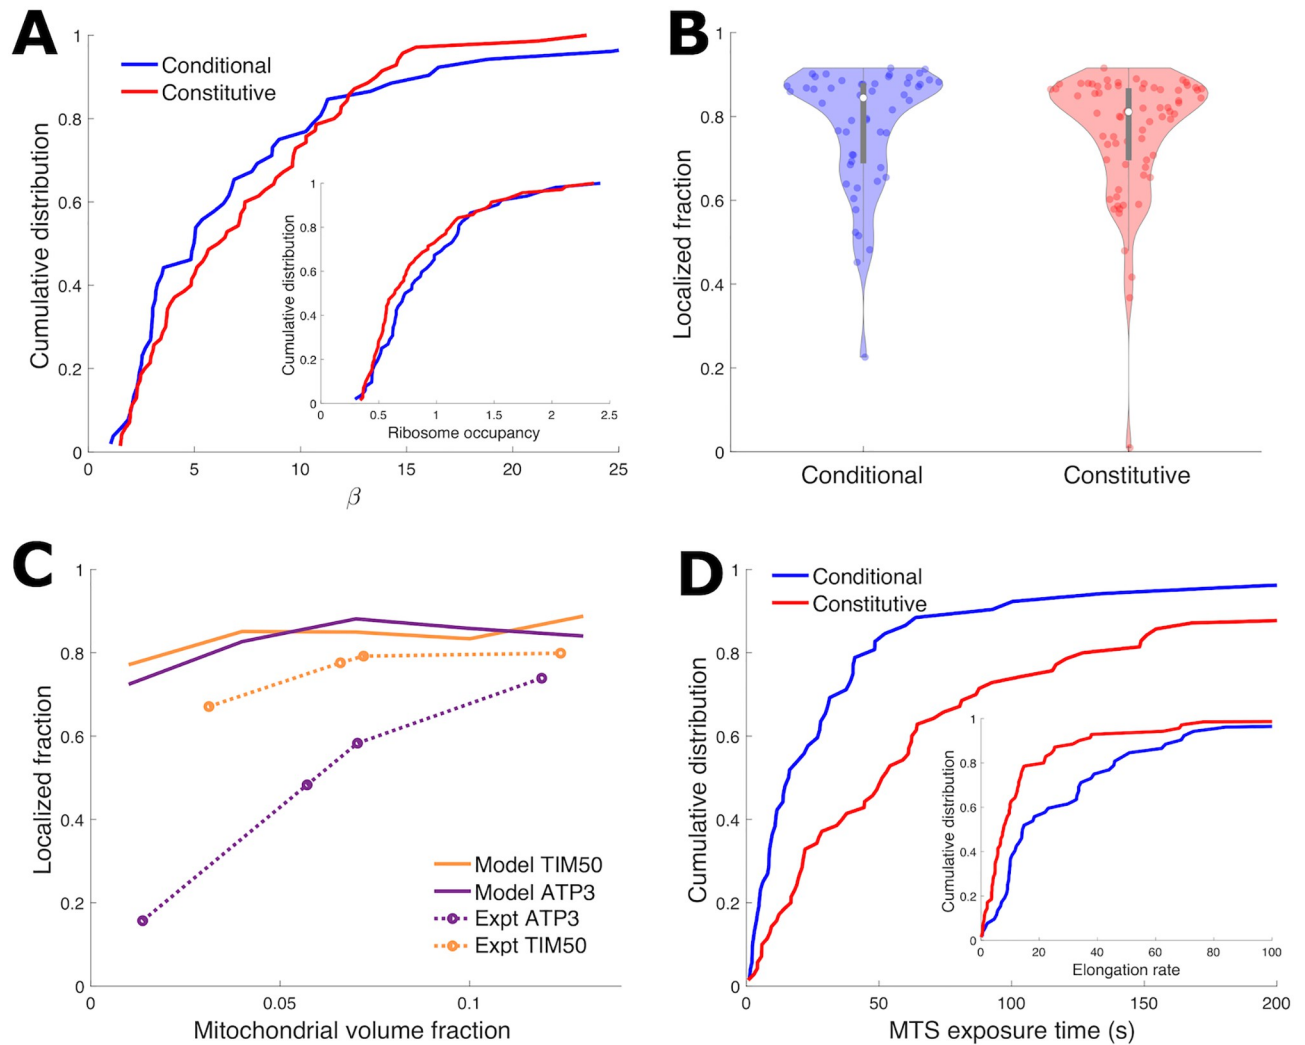 A
Cumulative distribution
1
0.8
0.6
0.4
0.2
0
0
5
10
15
20
25
β
Conditional
Constitutive
Cumulative distribution
1
0.8
0.6
0.4
0.2
0
0
0.5
1
1.5
2
2.5
Ribosome occupancy
B
Localized fraction
1
0.8
0.6
0.4
0.2
0
Conditional
Constitutive
C
Localized fraction
1
0.8
0.6
0.4
0.2
0
0
0.05
0.1
Mitochondrial volume fraction
Model TIM50
Model ATP3
Expt ATP3
Expt TIM50
D
Cumulative distribution
1
0.8
0.6
0.4
0.2
0
0
50
100
150
200
MTS exposure time (s)
Conditional
Constitutive
Cumulative distribution
1
0.8
0.6
0.4
0.2
0
0
20
40
60
80
100
Elongation rate